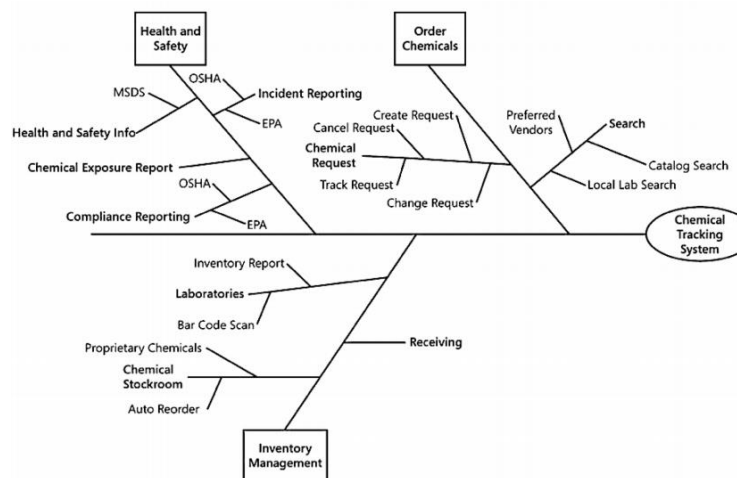 Health and
Safety
Order
Chemicals
OSHA
MSDS
Incident Reporting
EPA
Health and Safety Info
Chemical Exposure Report
OSHA
Compliance Reporting
EPA
Create Request
Cancel Request
Chemical
Request
Track Request
Change Request
Preferred
Vendors
Search
Catalog Search
Local Lab Search
Chemical
Tracking
System
Inventory Report
Laboratories
Bar Code Scan
Receiving
Proprietary Chemicals
Chemical
Stockroom
Auto Reorder
Inventory
Management